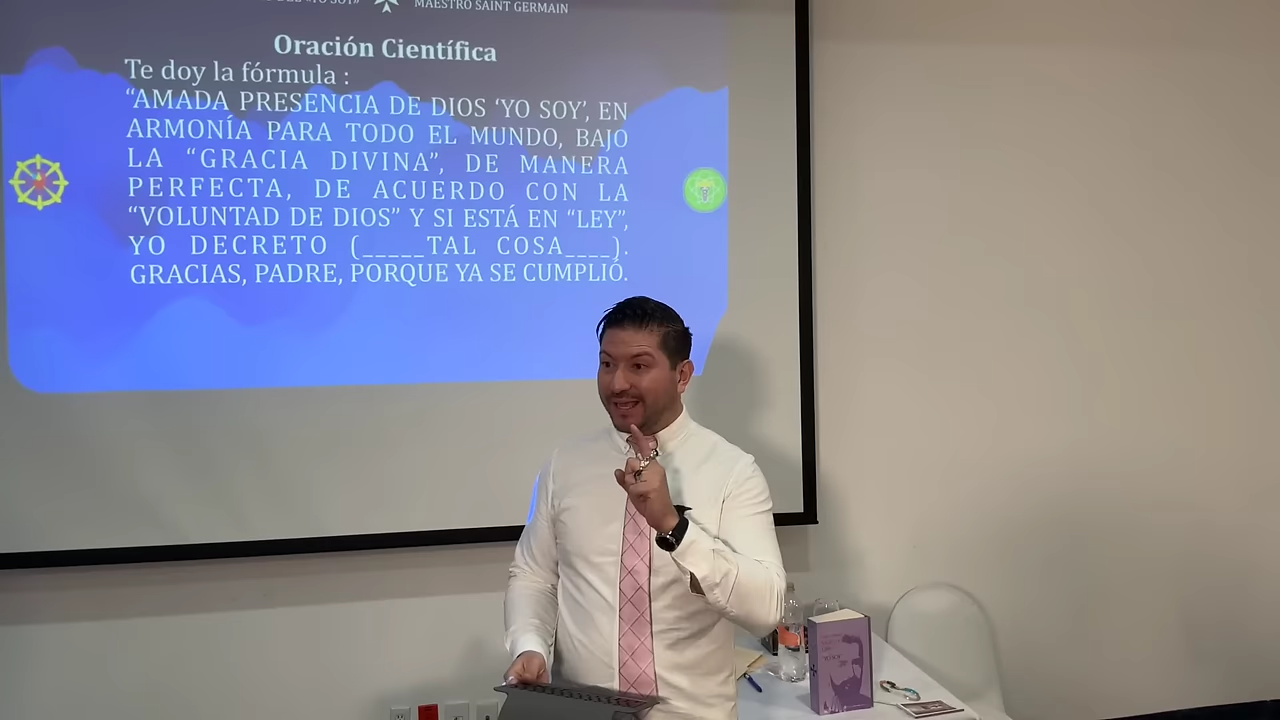 "YO SOY"
MAESTRO SAINT GERMAIN
Oración Científica
Te doy la fórmula :
“AMADA PRESENCIA DE DIOS ‘YO SOY’, EN
ARMONÍA PARA TODO EL MUNDO, BAJO
LA “GRACIA DIVINA”, DE MANERA
PERFECTA, DE ACUERDO CON LA
“VOLUNTAD DE DIOS” Y SI ESTÁ EN “LEY”,
YO DECRETO (_____TAL COSA____).
GRACIAS, PADRE, PORQUE YA SE CUMPLIÓ.